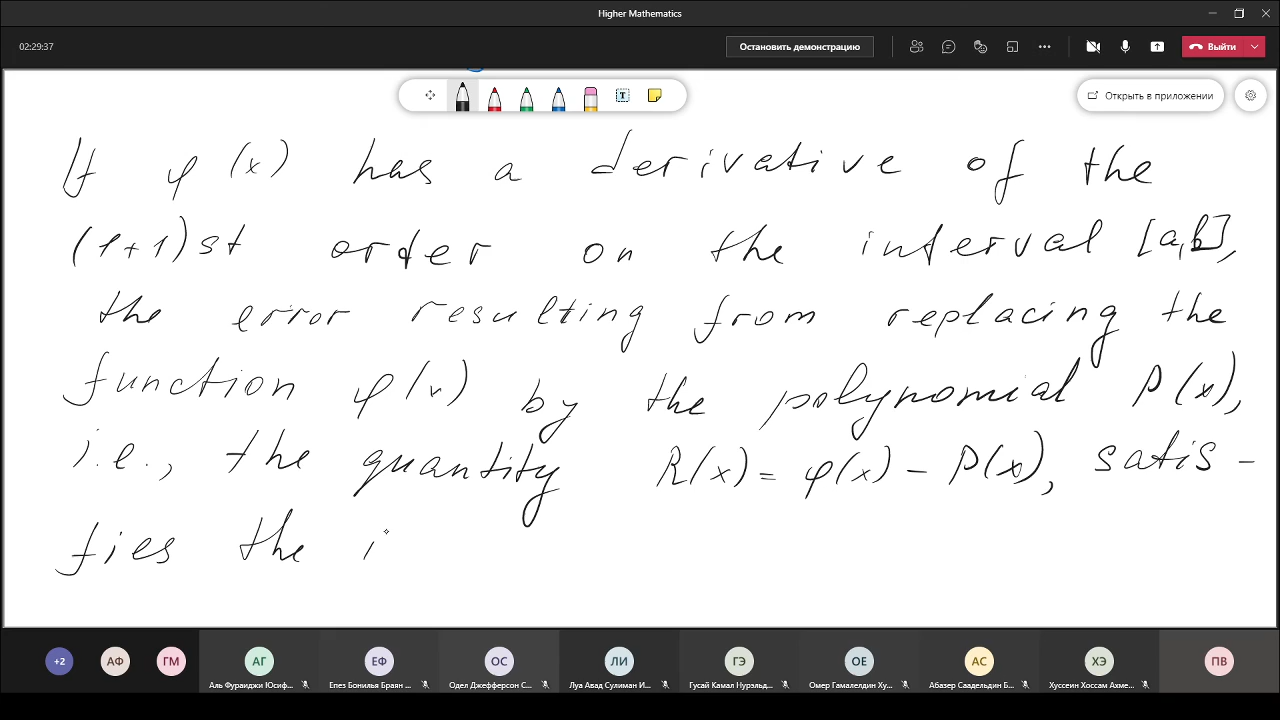 Higher Mathematics
02:29:37
Остановить демонстрацию
Выйти
Открыть в приложении
If φ(x) has a derivative of the
(n+1)st order on the interval [a,b],
the error resulting from replacing the
function φ(x) by the polynomial P(x),
i.e., the quantity R(x) = φ(x) - P(x), satis-
fies the i
+2
АФ
ГМ
АГ
ЕФ
ОС
ЛИ
ГЭ
ОЕ
АС
ХЭ
ПВ
Аль Фураиджи Юсиф...
Епез Бонилья Браян ...
Одел Джефферсон С...
Луа Авад Сулиман И...
Гусай Камал Нурэльд...
Омер Гамалелдин Ху...
Абазер Саадельдин Б...
Хуссеин Хоссам Ахме...